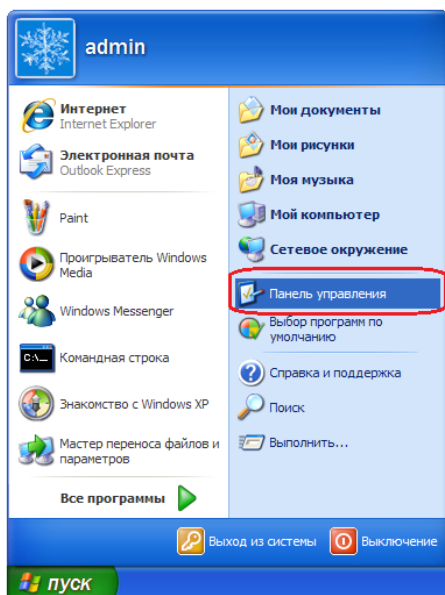 admin
Интернет
Internet Explorer
Электронная почта
Outlook Express
Paint
Проигрыватель Windows
Media
Windows Messenger
C:\_
Командная строка
Знакомство с Windows XP
Мастер переноса файлов и
параметров
Все программы
Мои документы
Мои рисунки
Моя музыка
Мой компьютер
Сетевое окружение
Панель управления
Выбор программ по
умолчанию
Справка и поддержка
Поиск
Выполнить...
Выход из системы
Выключение
пуск